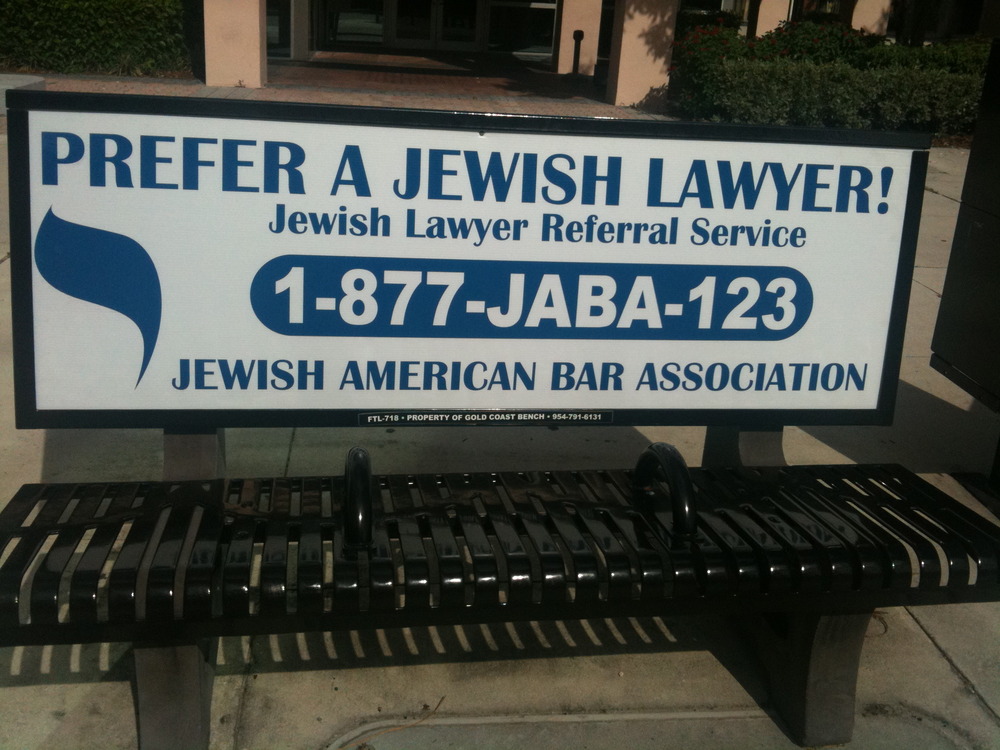 PREFER A JEWISH LAWYER!
Jewish Lawyer Referral Service
1-877-JABA-123
JEWISH AMERICAN BAR ASSOCIATION
FTL-718 • PROPERTY OF GOLD COAST BENCH • 954-791-6131